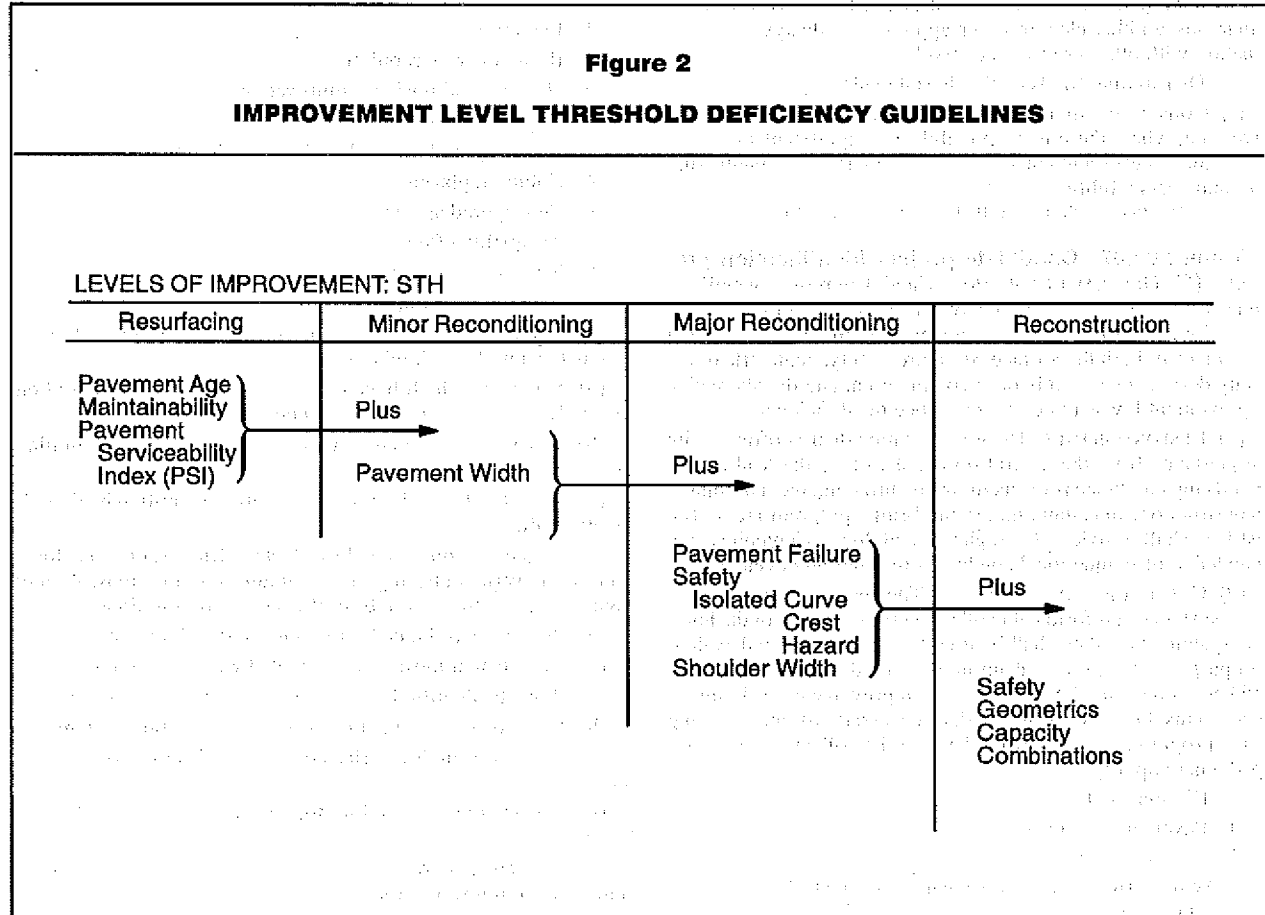 Figure 2
IMPROVEMENT LEVEL THRESHOLD DEFICIENCY GUIDELINES
LEVELS OF IMPROVEMENT: STH
Resurfacing
Minor Reconditioning
Major Reconditioning
Reconstruction
Pavement Age
Maintainability
Pavement
Serviceability
Index (PSI)
Plus
Pavement Width
Plus
Pavement Failure
Safety
Isolated Curve
Crest
Hazard
Shoulder Width
Plus
Safety
Geometrics
Capacity
Combinations